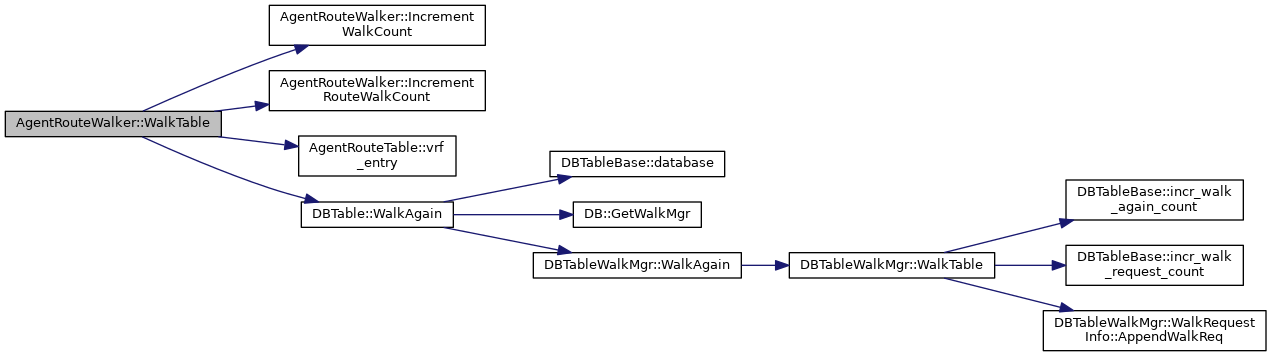 AgentRouteWalker::Increment
WalkCount
AgentRouteWalker::Increment
RouteWalkCount
AgentRouteWalker::WalkTable
AgentRouteTable::vrf
_entry
DBTable::WalkAgain
DBTableBase::database
DB::GetWalkMgr
DBTableWalkMgr::WalkAgain
DBTableWalkMgr::WalkTable
DBTableBase::incr_walk
_again_count
DBTableBase::incr_walk
_request_count
DBTableWalkMgr::WalkRequest
Info::AppendWalkReq